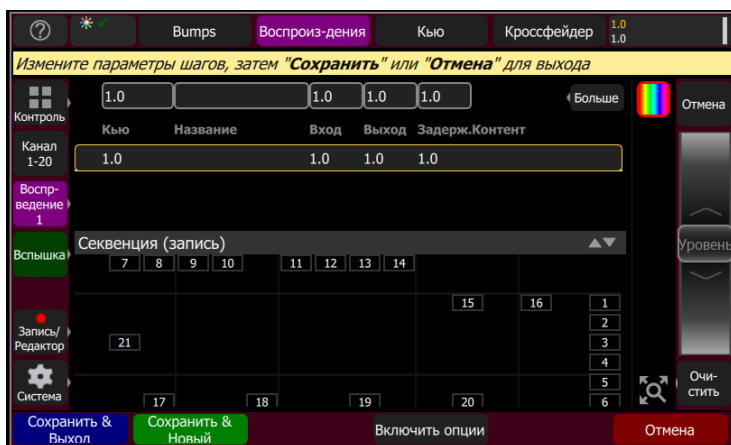 ? Bumps Воспроиз-дения Кью Кроссфейдер 1.0
1.0
Измените параметры шагов, затем "Сохранить" или "Отмена" для выхода
Контроль
1.0 1.0 1.0 1.0 Больше
Отмена
Кью Название Вход Выход Задерж.Контент
Канал
1-20
1.0 1.0 1.0 1.0
Воспр-
ведение
1
Секвенция (запись)
Вспышка
Уровень
7 8 9 10 11 12 13 14
15 16 1
2
21 3
4
5
17 18 19 20 6
Запись/
Редактор
Система
Очи-
стить
Сохранить &
Выход
Сохранить &
Новый
Включить опции
Отмена